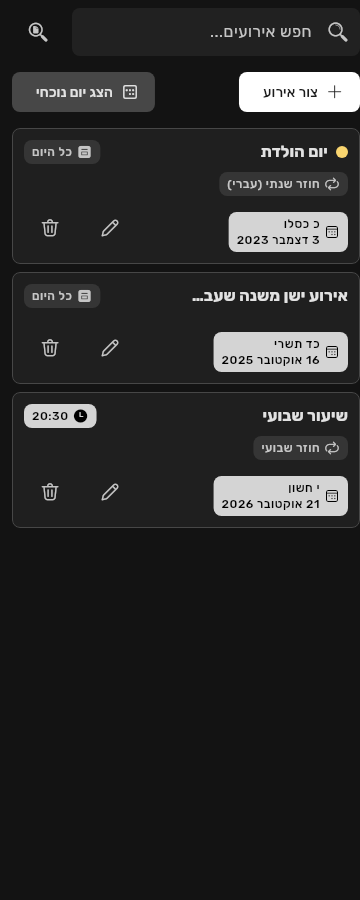 חפש אירועים...
צור אירוע
הצג יום נוכחי
יום הולדת
כל היום
חוזר שנתי (עברי)
כ כסלו
3 דצמבר 2023
אירוע ישן משנה שעב...
כל היום
כד תשרי
16 אוקטובר 2025
שיעור שבועי
20:30
חוזר שבועי
י חשון
21 אוקטובר 2026